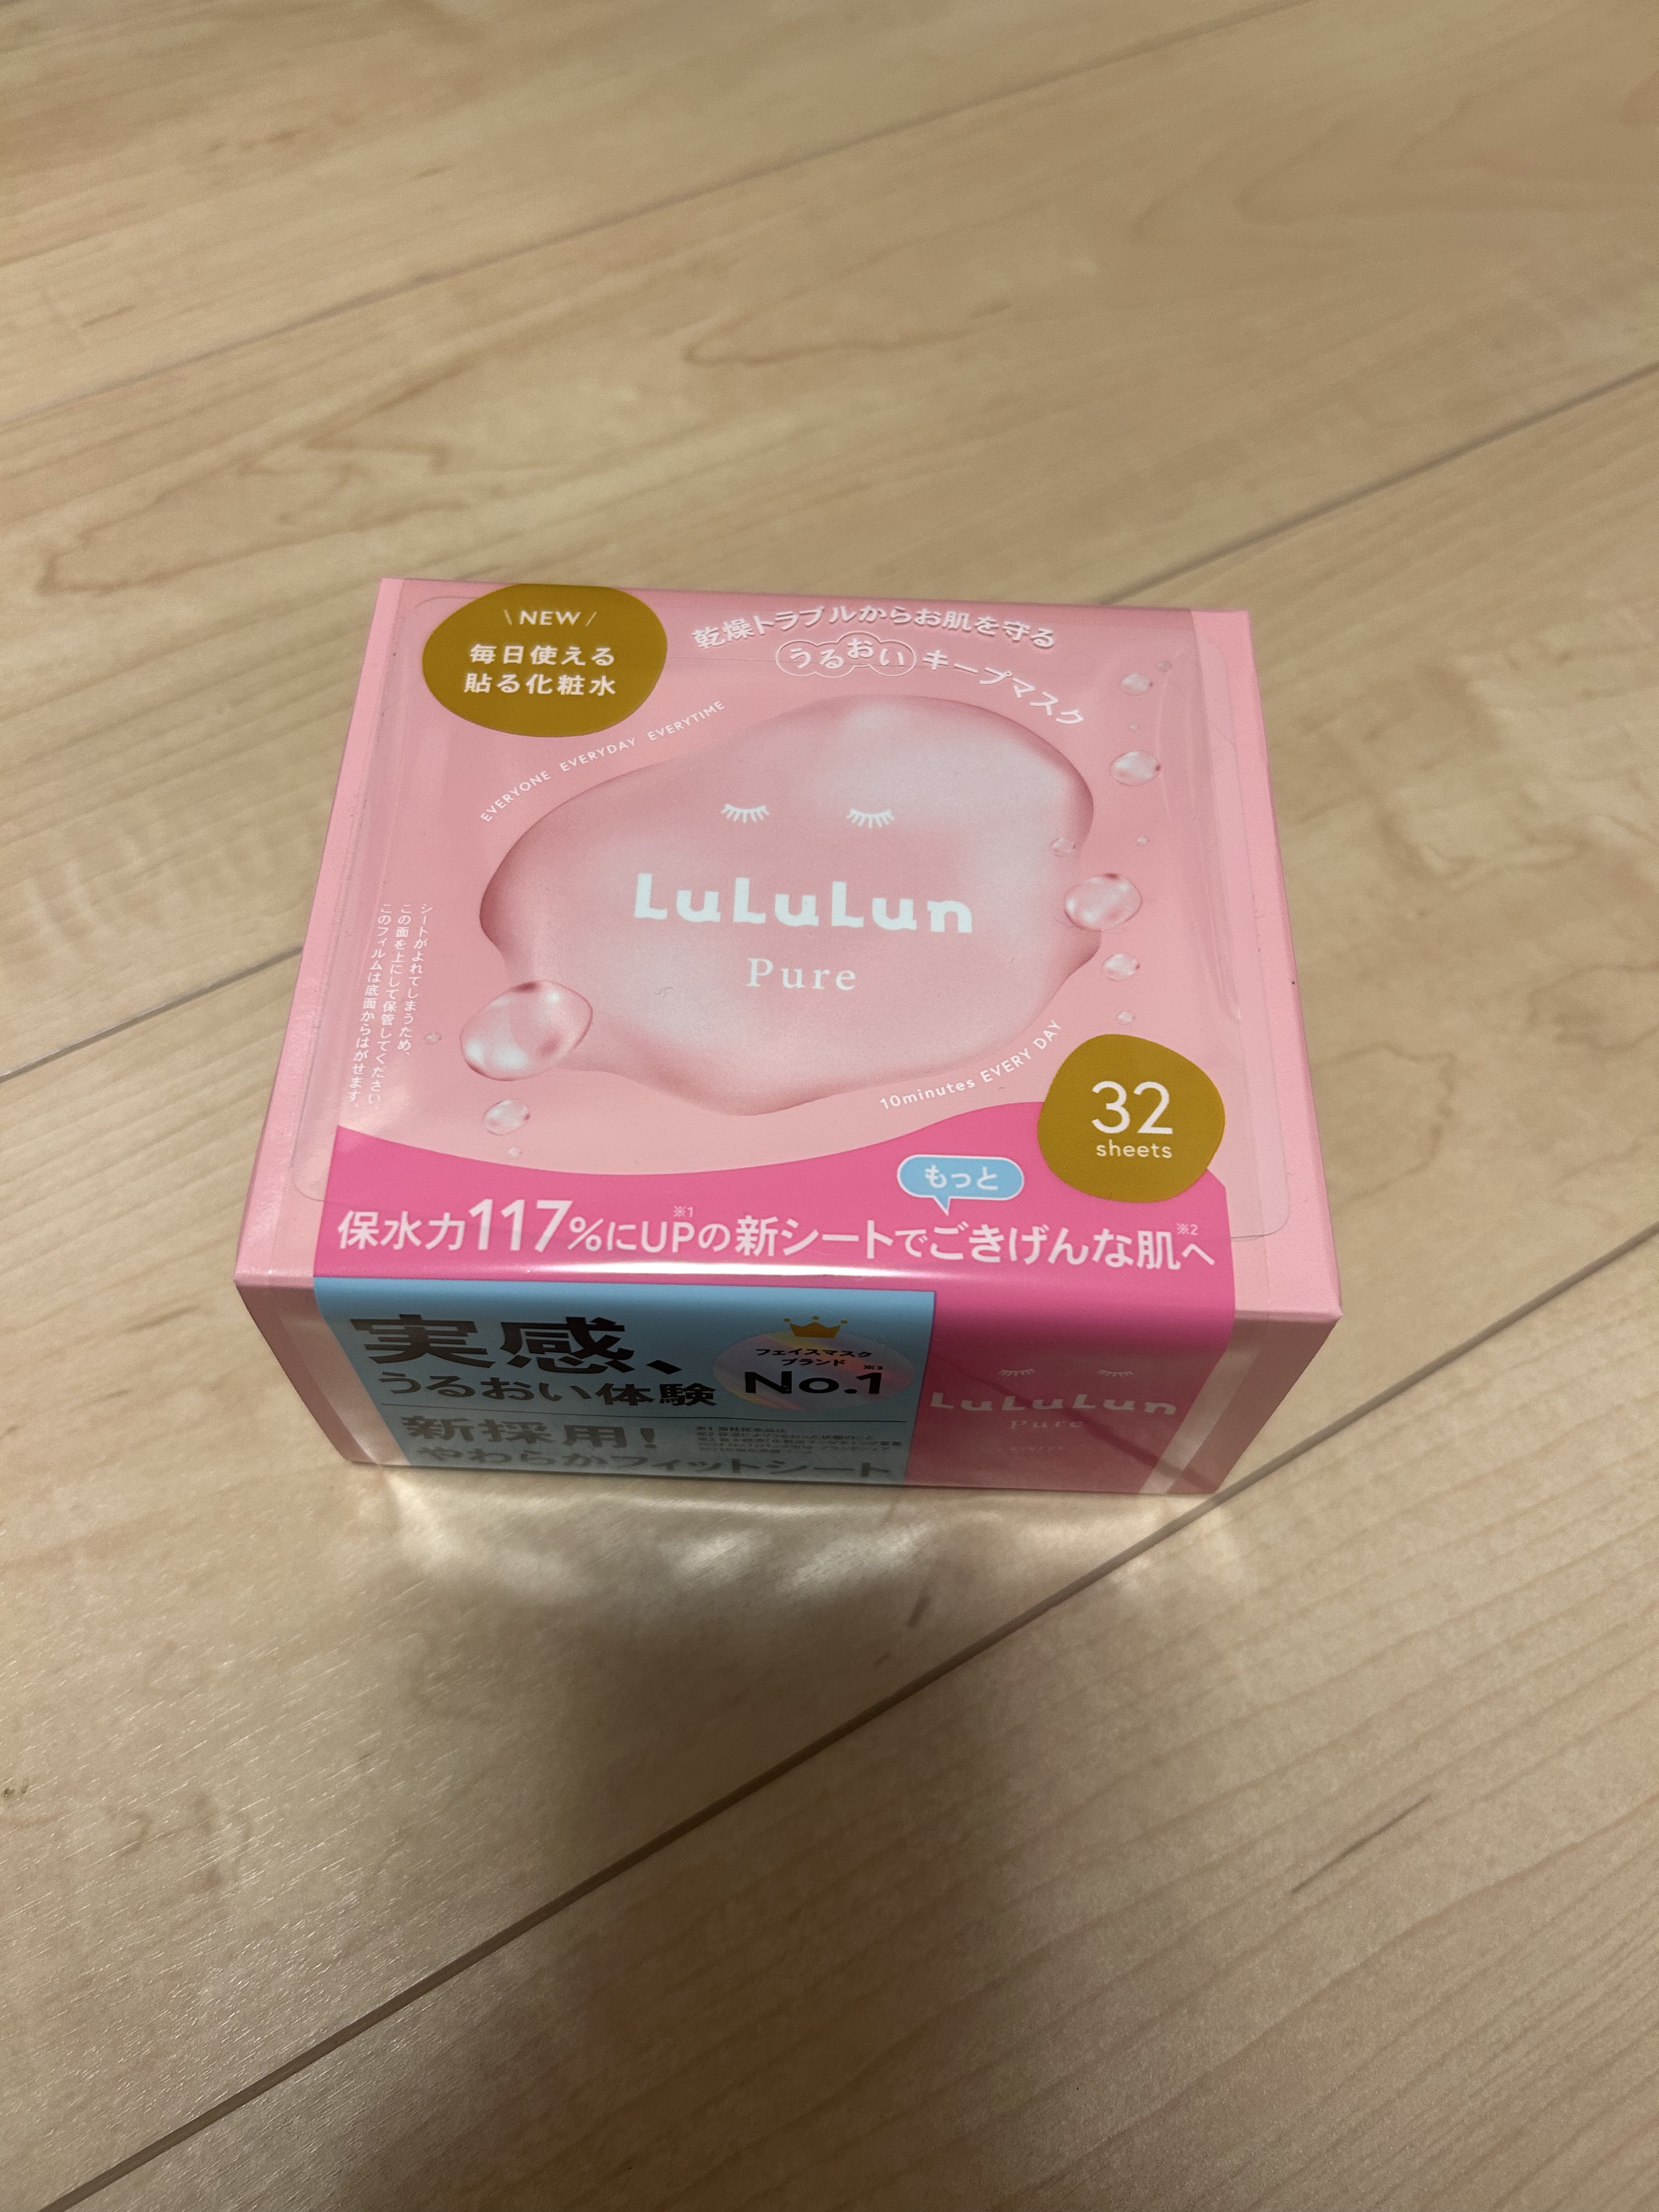 \ NEW /
毎日使える
貼る化粧水
乾燥トラブルからお肌を守る
うるおいキープマスク
EVERYONE EVERYDAY EVERYTIME
LuLuLun
Pure
シートがよれてしまうため、
この面を上にして保管してください
このフィルムは底面からはがせます。
10minutes EVERY DAY
32
sheets
もっと
保水力117%にUP※1の新シートでごきげんな肌※2へ
実感、
うるおい体験
フェイスマスク
ブランド ※3
No.1
新採用!
やわらかフィットシート
LuLuLun
Pure